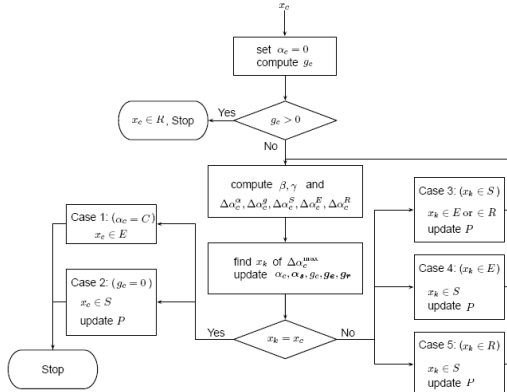 x_c
set α_c = 0
compute g_c
g_c > 0
Yes
x_c ∈ R, Stop
No
compute β, γ and
Δα_c^α, Δα_c^g, Δα_c^S, Δα_c^E, Δα_c^R
find x_k of Δα_c^max
update α_c, α_s, g_c, g_e, g_r
x_k = x_c
Yes
No
Case 1: (α_c = C)
x_c ∈ E
Case 2: (g_c = 0)
x_c ∈ S
update P
Stop
Case 3: (x_k ∈ S)
x_k ∈ E or ∈ R
update P
Case 4: (x_k ∈ E)
x_k ∈ S
update P
Case 5: (x_k ∈ R)
x_k ∈ S
update P